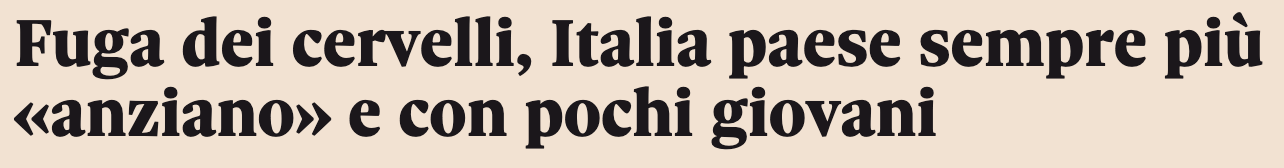 Fuga dei cervelli, Italia paese sempre più
«anziano» e con pochi giovani